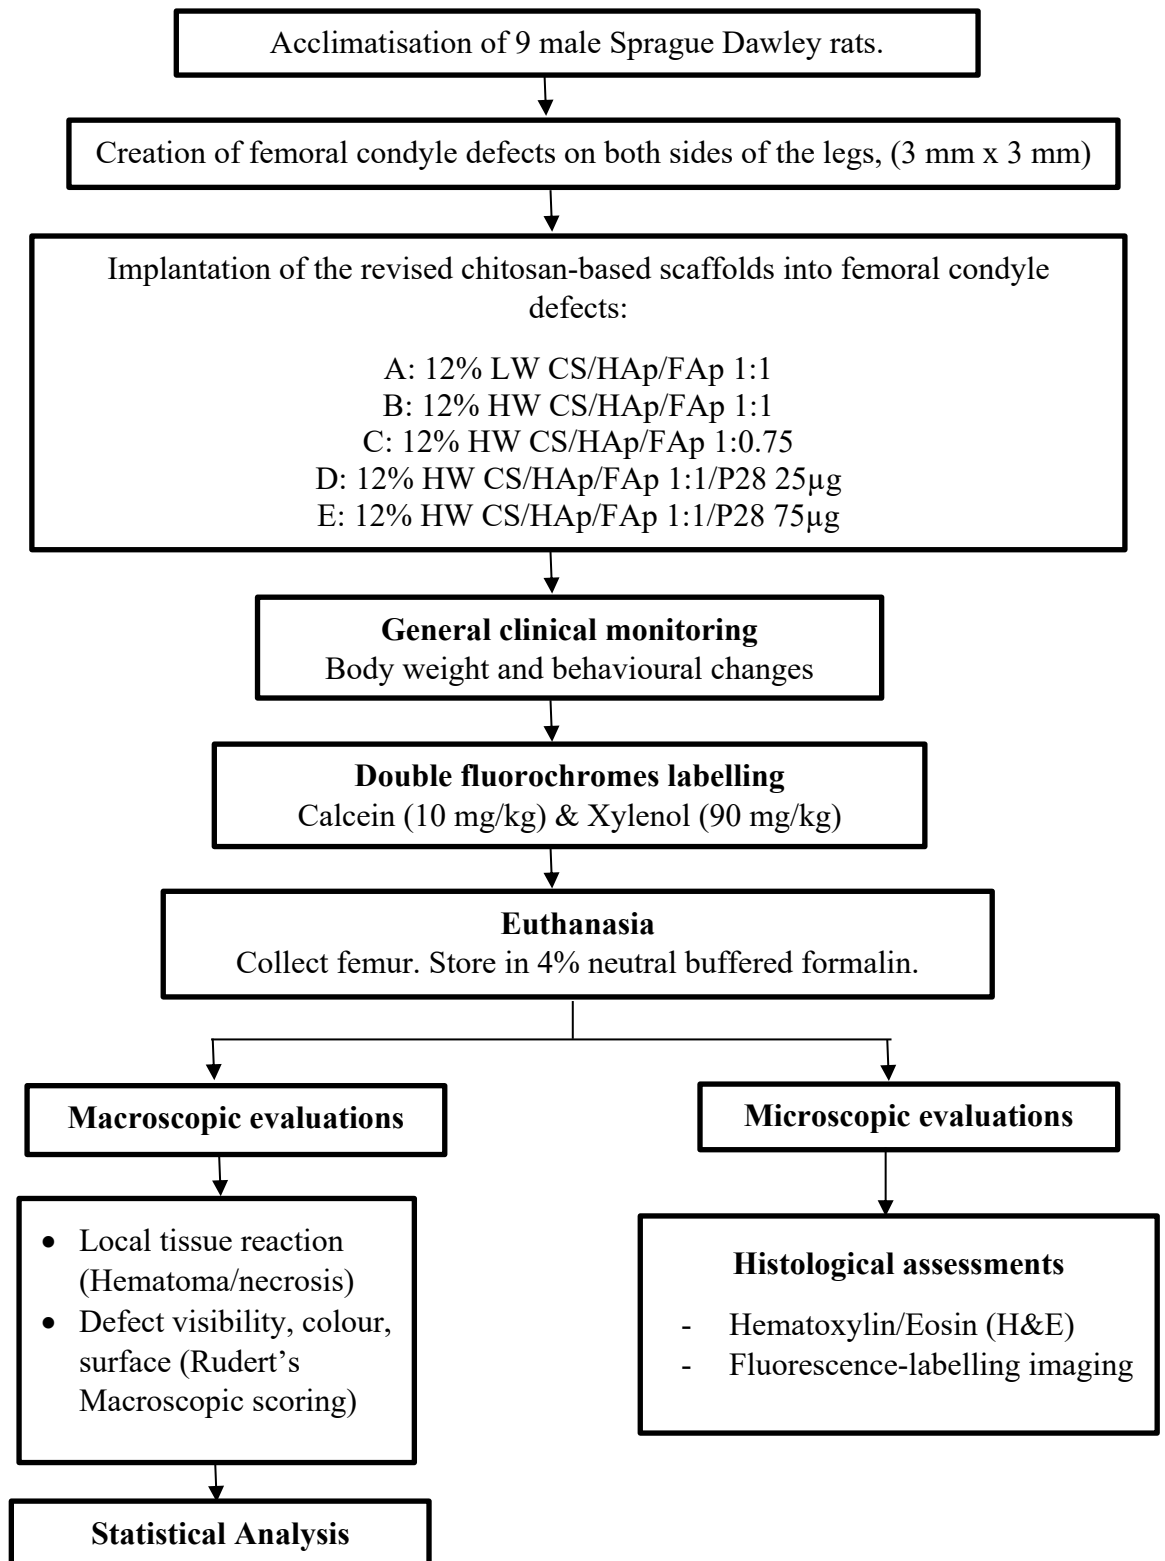 Acclimatisation of 9 male Sprague Dawley rats.
Creation of femoral condyle defects on both sides of the legs, (3 mm x 3 mm)
Implantation of the revised chitosan-based scaffolds into femoral condyle
defects:
A: 12% LW CS/HAp/FAp 1:1
B: 12% HW CS/HAp/FAp 1:1
C: 12% HW CS/HAp/FAp 1:0.75
D: 12% HW CS/HAp/FAp 1:1/P28 25µg
E: 12% HW CS/HAp/FAp 1:1/P28 75µg
General clinical monitoring
Body weight and behavioural changes
Double fluorochromes labelling
Calcein (10 mg/kg) & Xylenol (90 mg/kg)
Euthanasia
Collect femur. Store in 4% neutral buffered formalin.
Macroscopic evaluations
• Local tissue reaction
(Hematoma/necrosis)
• Defect visibility, colour,
surface (Rudert’s
Macroscopic scoring)
Statistical Analysis
Microscopic evaluations
Histological assessments
- Hematoxylin/Eosin (H&E)
- Fluorescence-labelling imaging